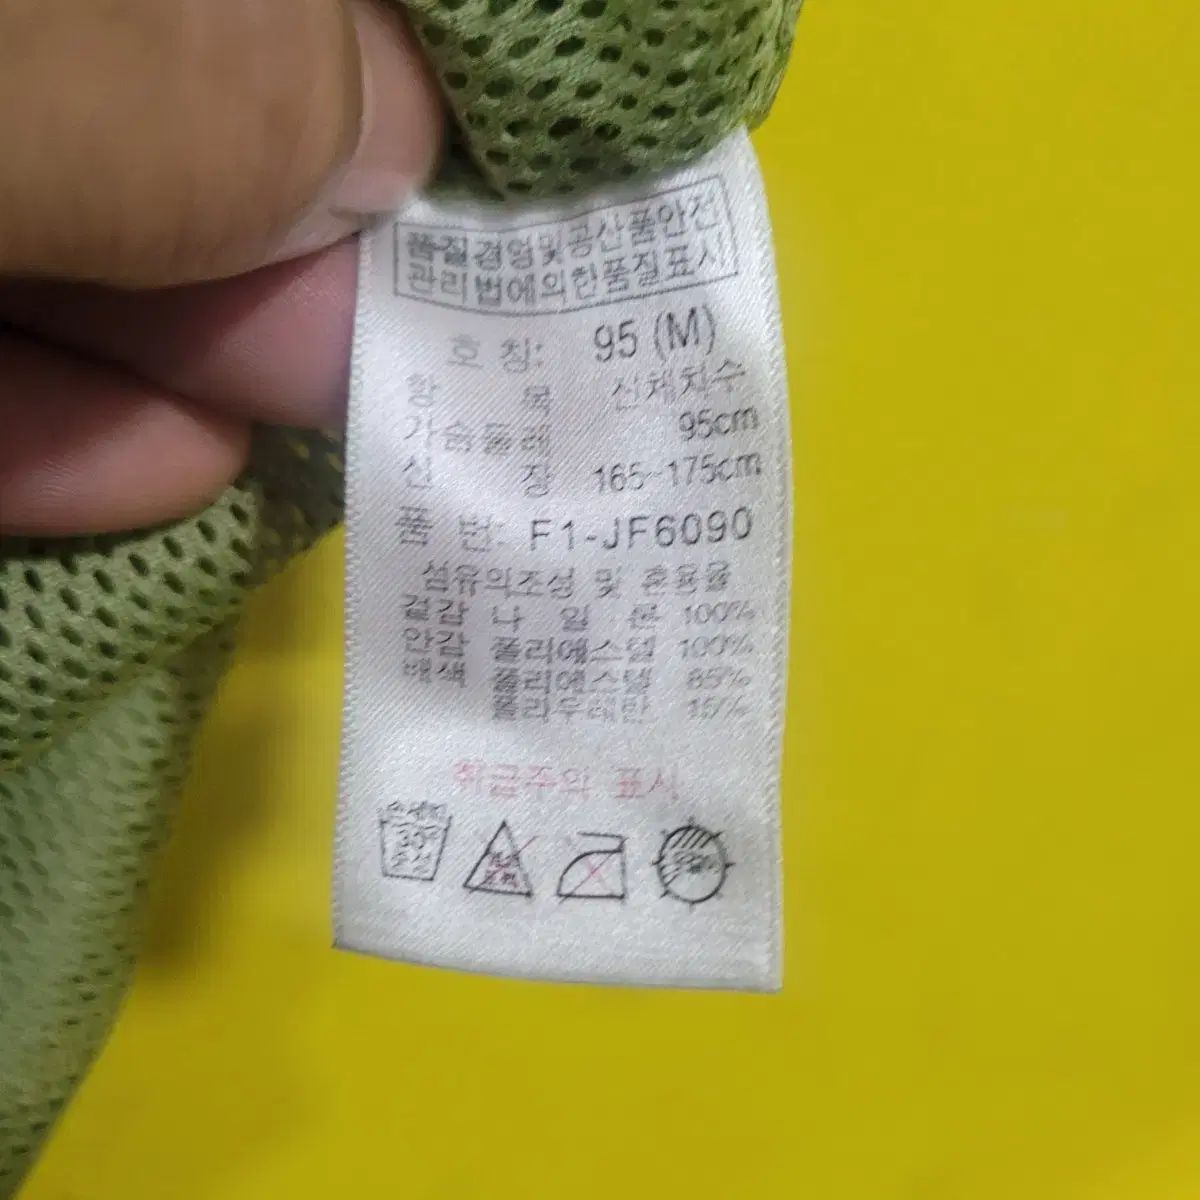 품질경영및공산품안전
관리법에의한품질표시
호 칭: 95 (M)
항 목 신체치수
가슴둘레 95cm
신 장 165~175cm
품 번: F1-JF6090
섬유의조성 및 혼용율
겉감 나 일 론 100%
안감 폴리에스텔 100%
배색 폴리에스텔 85%
폴리우레탄 15%
취급주의 표시